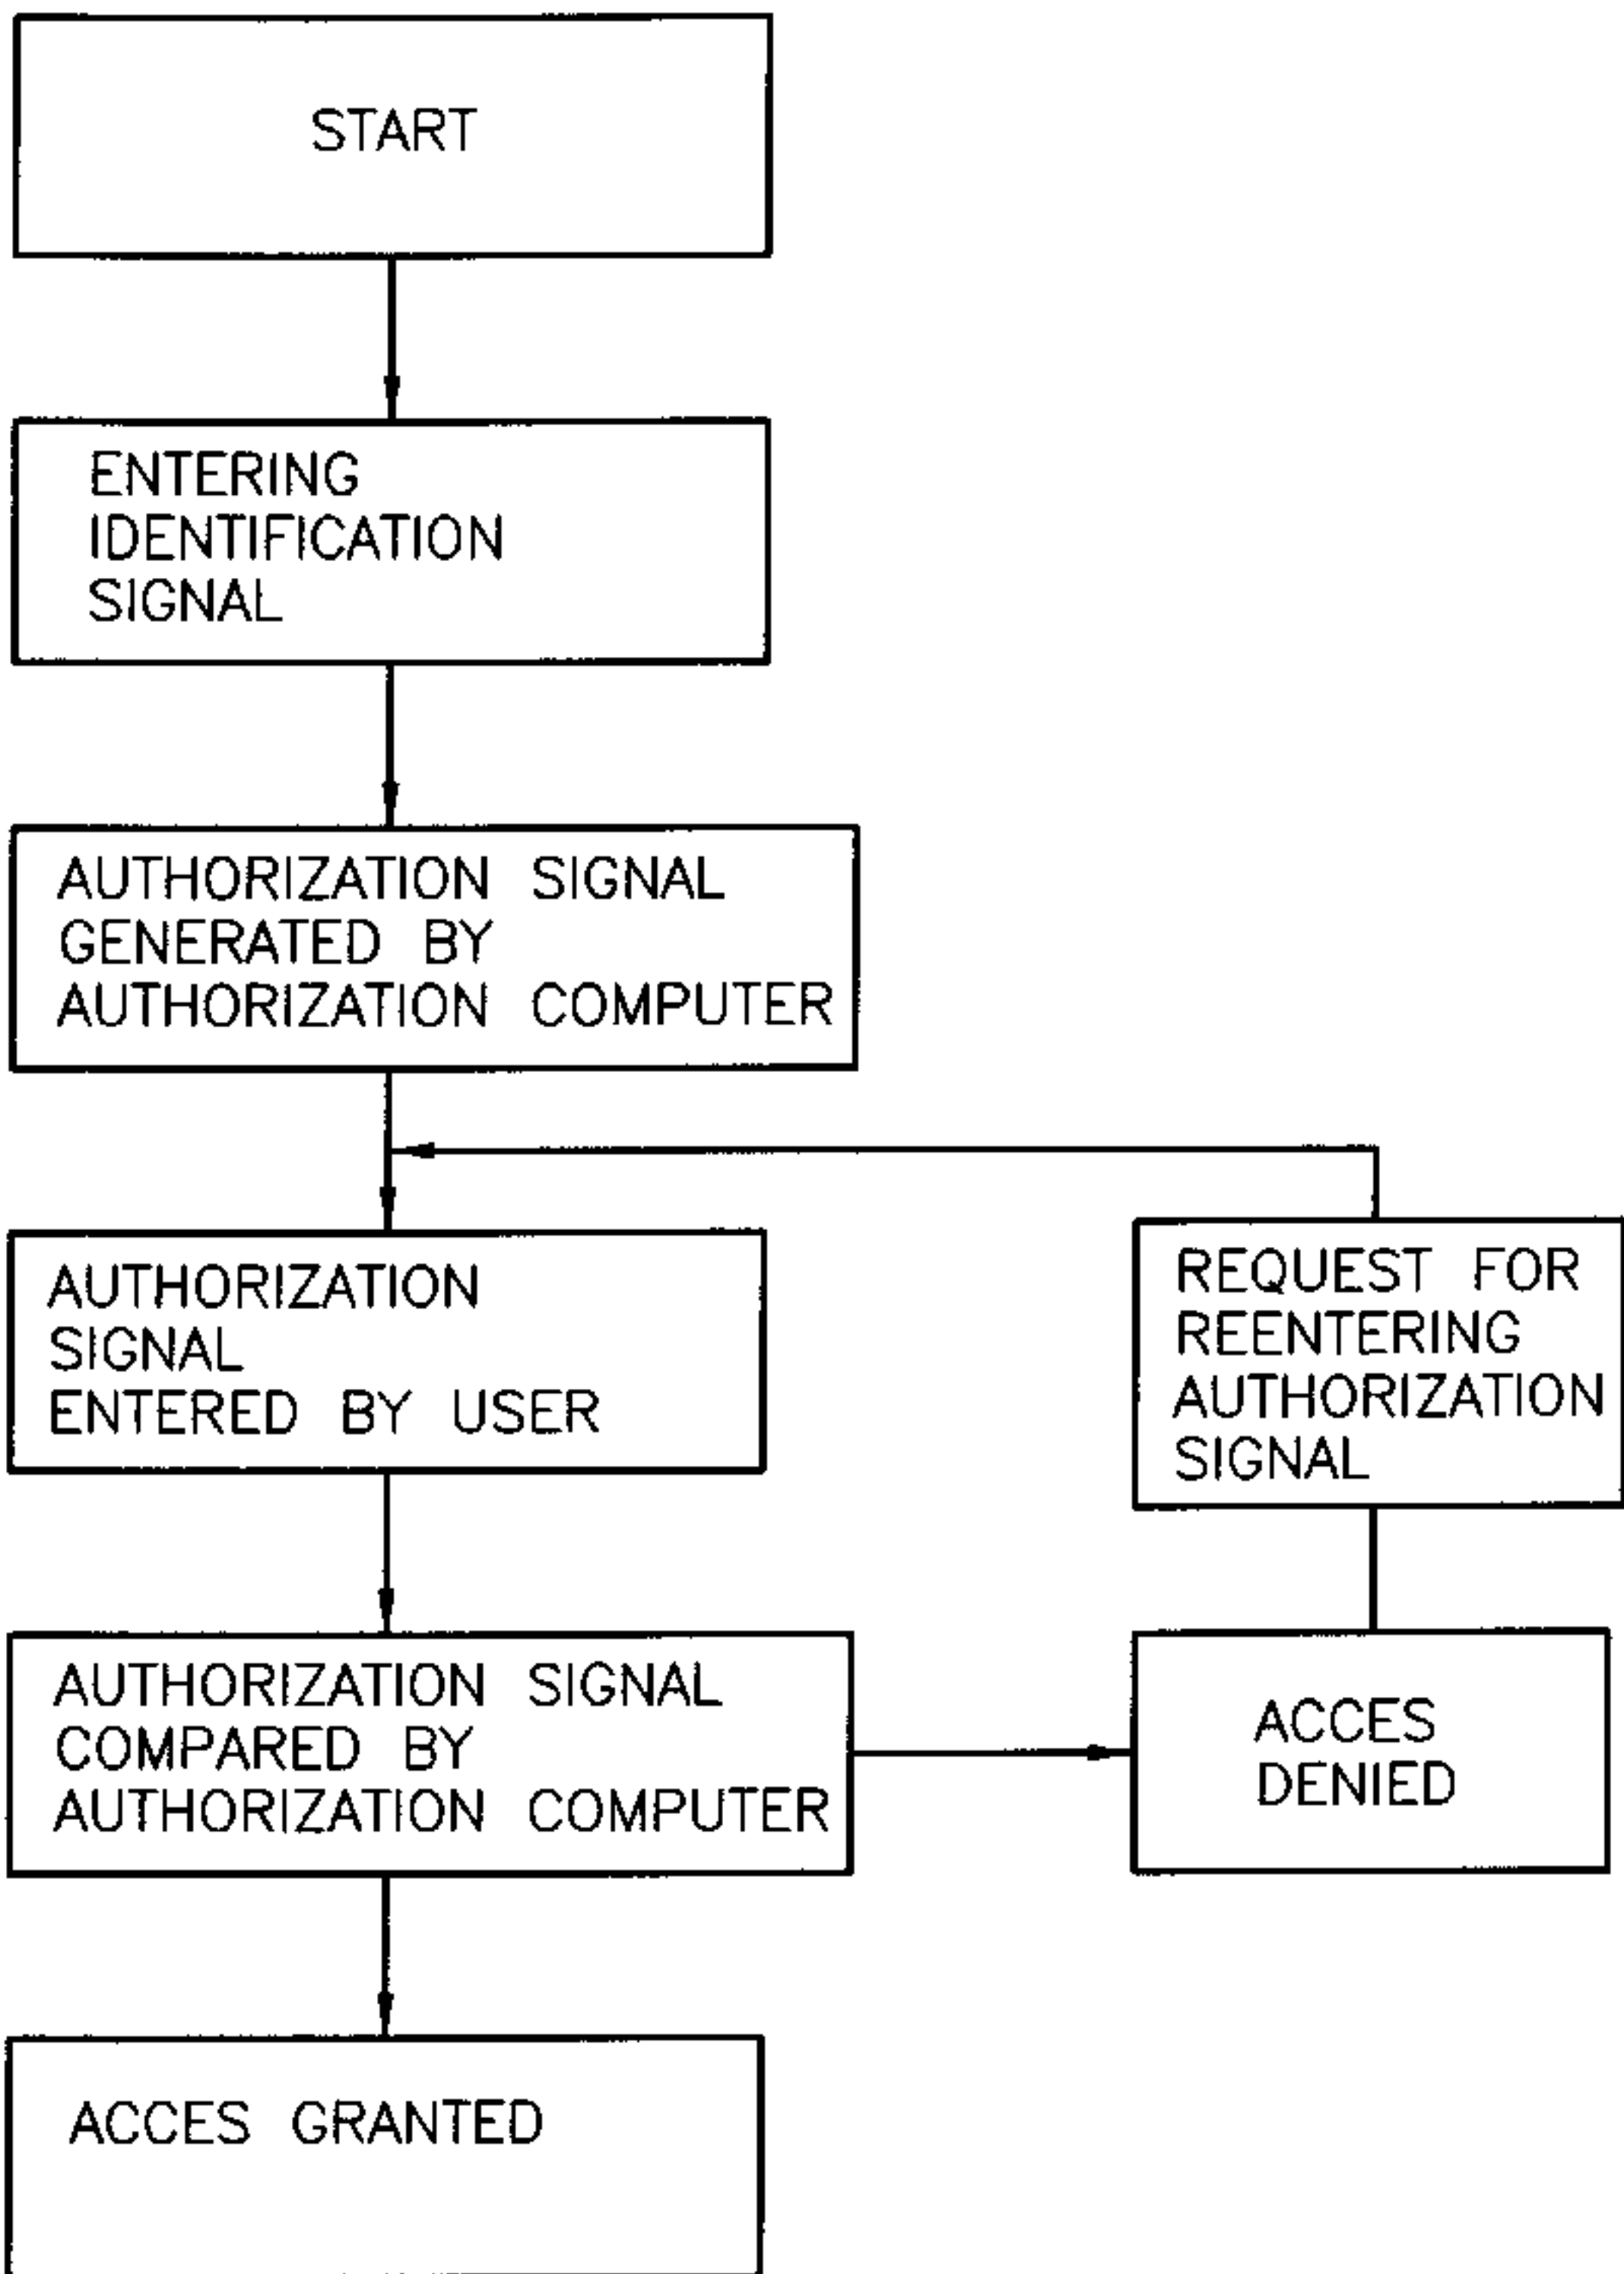 START
ENTERING
IDENTIFICATION
SIGNAL
AUTHORIZATION SIGNAL
GENERATED BY
AUTHORIZATION COMPUTER
AUTHORIZATION
SIGNAL
ENTERED BY USER
REQUEST FOR
REENTERING
AUTHORIZATION
SIGNAL
AUTHORIZATION SIGNAL
COMPARED BY
AUTHORIZATION COMPUTER
ACCES
DENIED
ACCES GRANTED